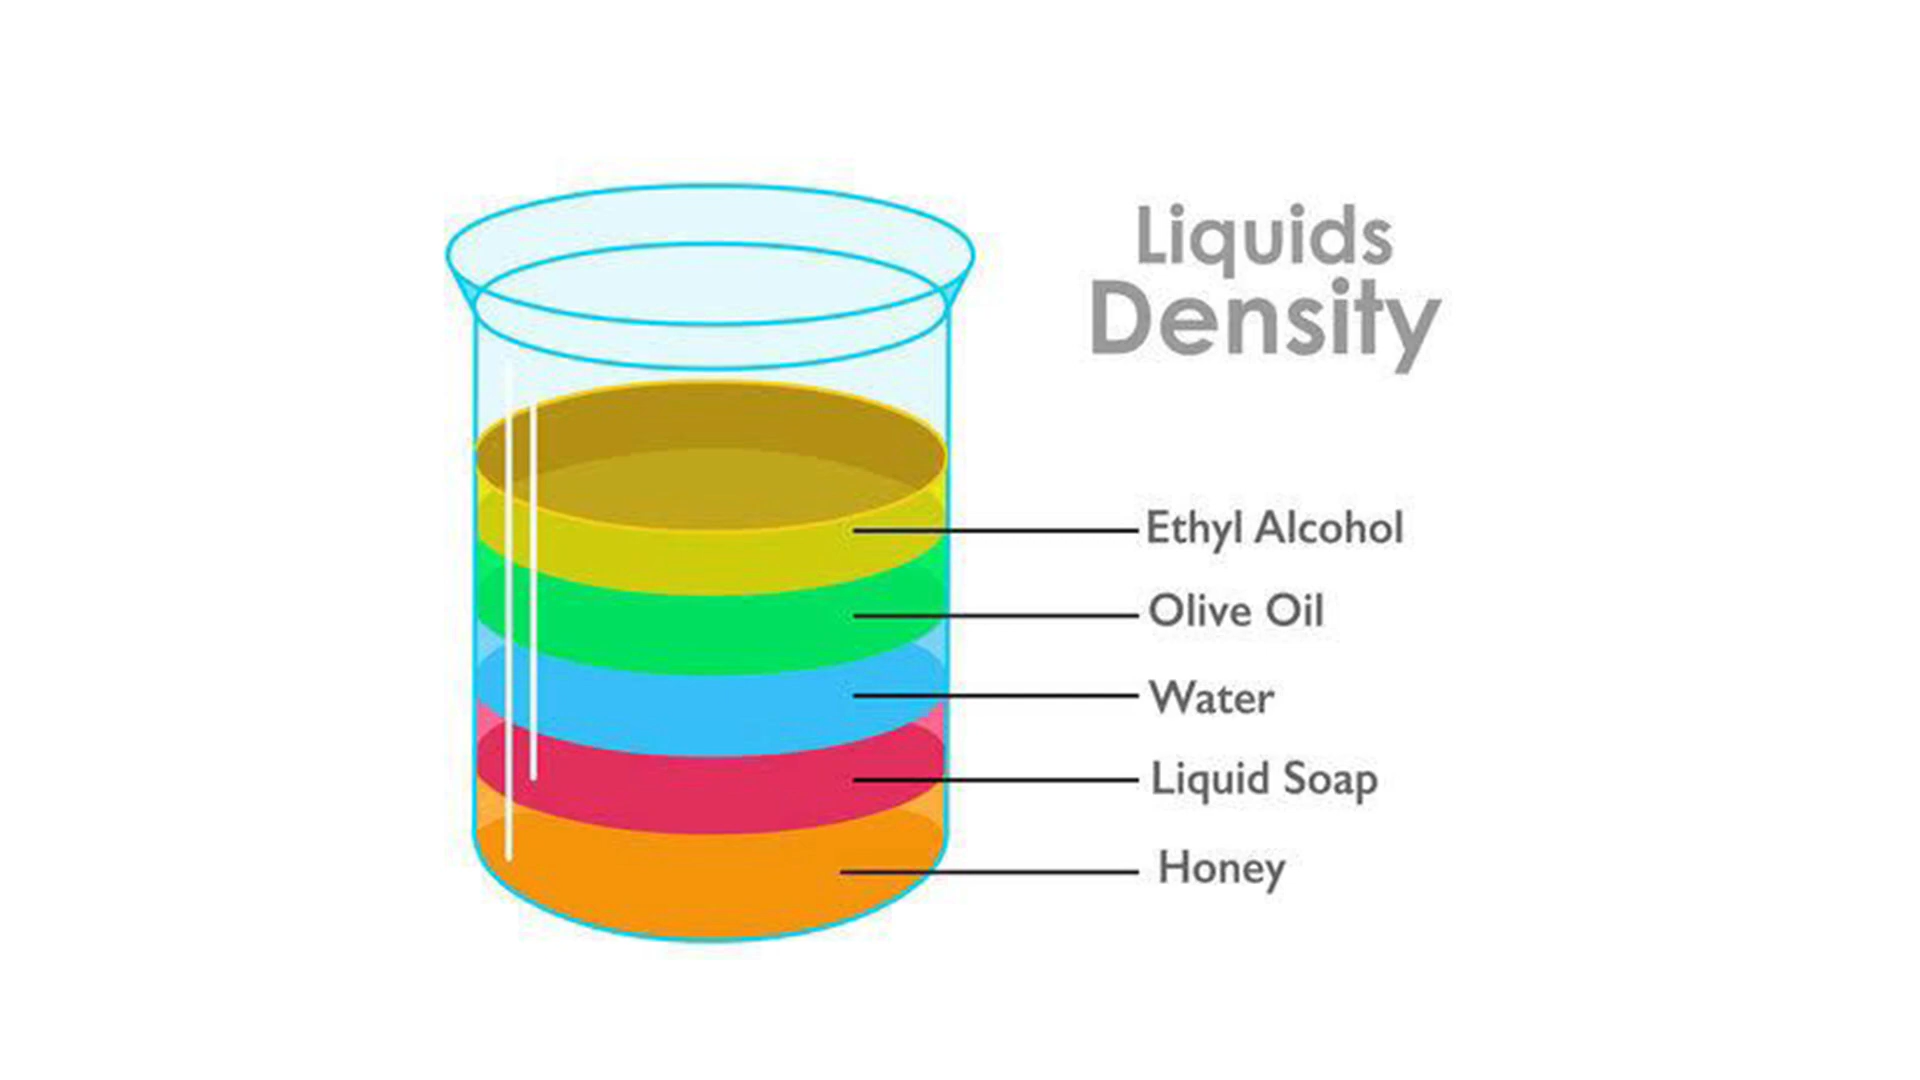 Liquids
Density
Ethyl Alcohol
Olive Oil
Water
Liquid Soap
Honey